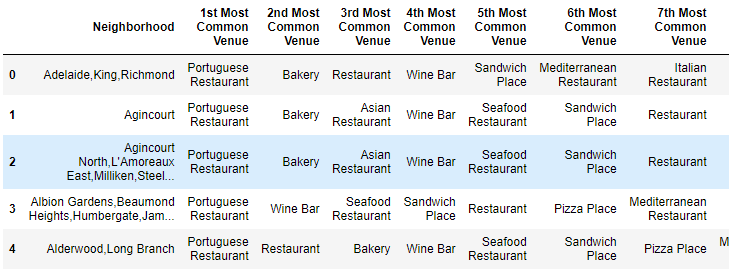 Neighborhood 1st Most Common Venue 2nd Most Common Venue 3rd Most Common Venue 4th Most Common Venue 5th Most Common Venue 6th Most Common Venue 7th Most Common Venue
0 Adelaide,King,Richmond Portuguese Restaurant Bakery Restaurant Wine Bar Sandwich Place Mediterranean Restaurant Italian Restaurant
1 Agincourt Portuguese Restaurant Bakery Asian Restaurant Wine Bar Seafood Restaurant Sandwich Place Restaurant
2 Agincourt North,L'Amoreaux East,Milliken,Steel... Portuguese Restaurant Bakery Asian Restaurant Wine Bar Seafood Restaurant Sandwich Place Restaurant
3 Albion Gardens,Beaumond Heights,Humbergate,Jam... Portuguese Restaurant Wine Bar Seafood Restaurant Sandwich Place Restaurant Pizza Place Mediterranean Restaurant
4 Alderwood,Long Branch Portuguese Restaurant Restaurant Bakery Wine Bar Seafood Restaurant Sandwich Place Pizza Place M